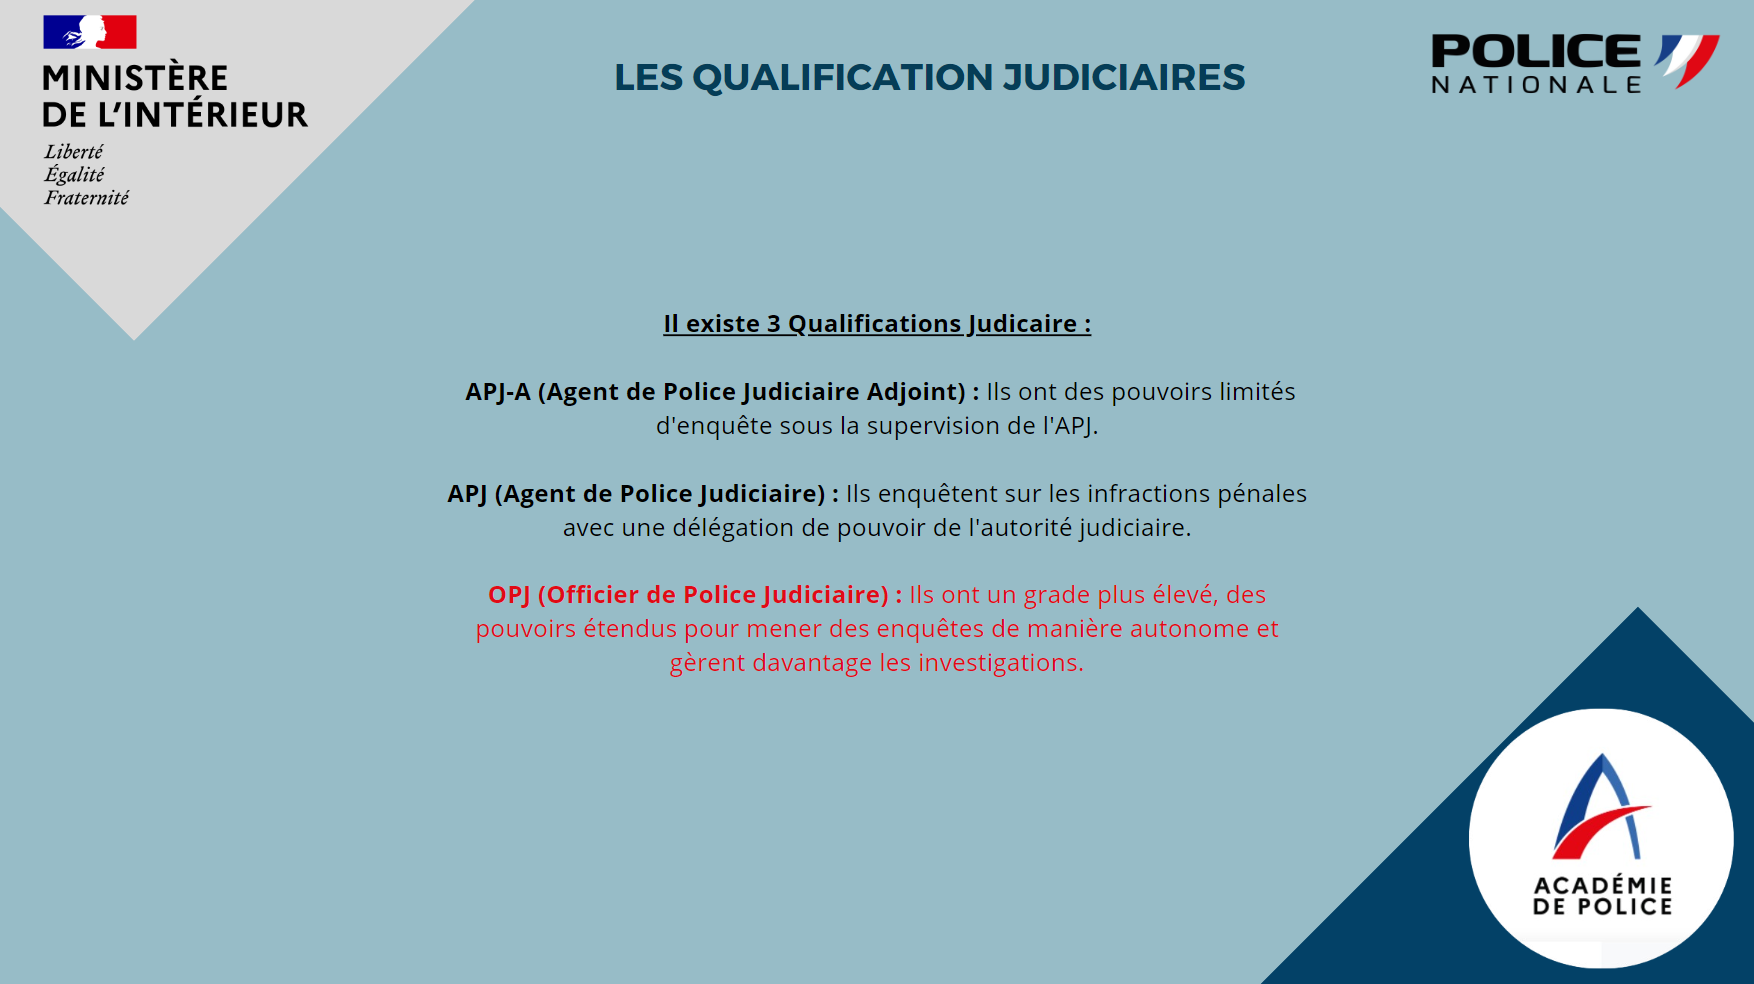 MINISTÈRE
DE L'INTÉRIEUR
Liberté
Égalité
Fraternité
LES QUALIFICATION JUDICIAIRES
POLICE
NATIONALE
Il existe 3 Qualifications Judicaire :
APJ-A (Agent de Police Judiciaire Adjoint) : Ils ont des pouvoirs limités
d'enquête sous la supervision de l'APJ.
APJ (Agent de Police Judiciaire) : Ils enquêtent sur les infractions pénales
avec une délégation de pouvoir de l'autorité judiciaire.
OPJ (Officier de Police Judiciaire) : Ils ont un grade plus élevé, des
pouvoirs étendus pour mener des enquêtes de manière autonome et
gèrent davantage les investigations.
ACADÉMIE
DE POLICE